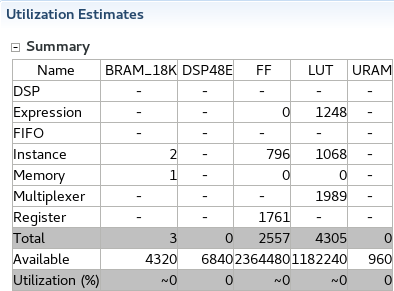 Utilization Estimates
Summary
Name BRAM_18K DSP48E FF LUT URAM
DSP - - - - -
Expression - - 0 1248 -
FIFO - - - - -
Instance 2 - 796 1068 -
Memory 1 - 0 0 -
Multiplexer - - - 1989 -
Register - - 1761 - -
Total 3 0 2557 4305 0
Available 4320 6840 2364480 1182240 960
Utilization (%) ~0 0 ~0 ~0 0